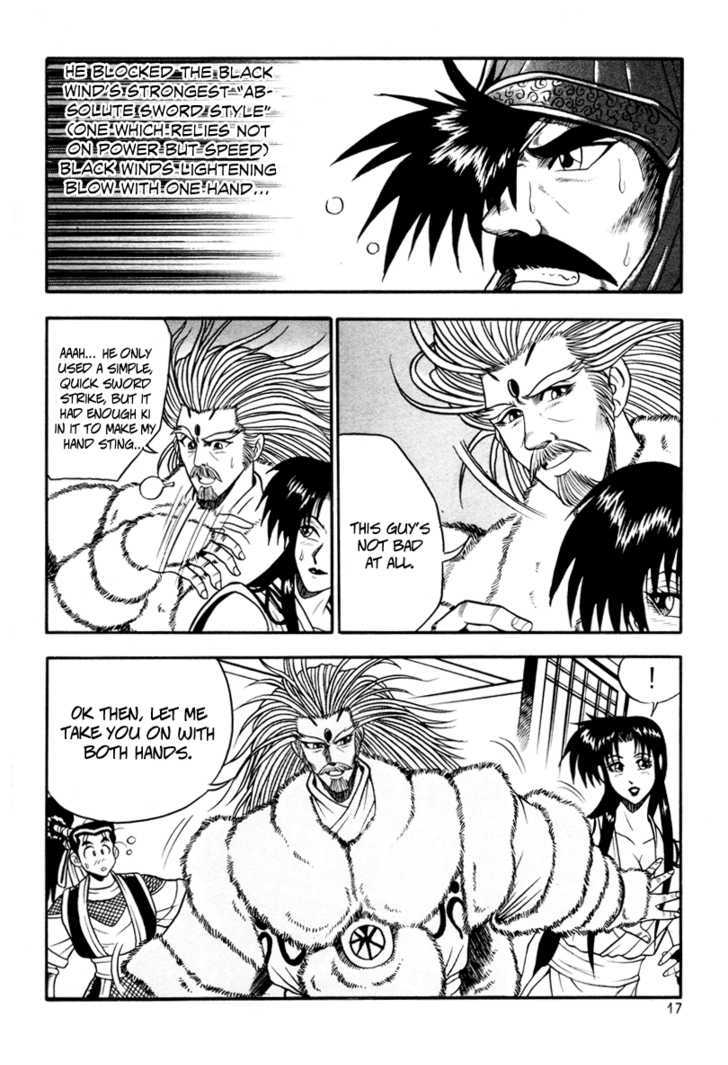 HE BLOCKED THE BLACK
WIND'S STRONGEST "AB-
SOLUTE SWORD STYLE"
(ONE WHICH RELIES NOT
ON POWER BUT SPEED)
BLACK WINDS LIGHTENING
BLOW WITH ONE HAND...
AAAH... HE ONLY
USED A SIMPLE,
QUICK SWORD
STRIKE, BUT IT
HAD ENOUGH KI
IN IT TO MAKE MY
HAND STING...
THIS GUY'S
NOT BAD
AT ALL.
OK THEN, LET ME
TAKE YOU ON WITH
BOTH HANDS.
!
17